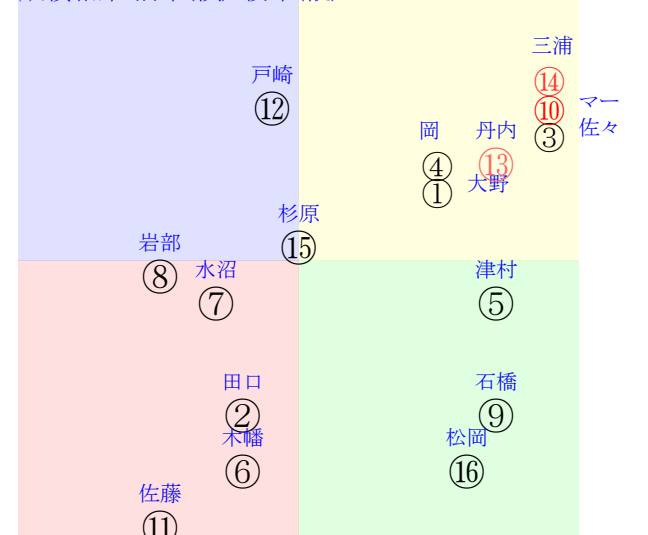 三浦
戸崎
⑭
マー
⑩
⑫
佐々
岡
丹内
③
④
⑬
大野
①
杉原
岩部
⑮
水沼
津村
⑧
⑦
⑤
田口
石橋
②
⑨
木幡
松岡
⑥
⑯
佐藤
⑪